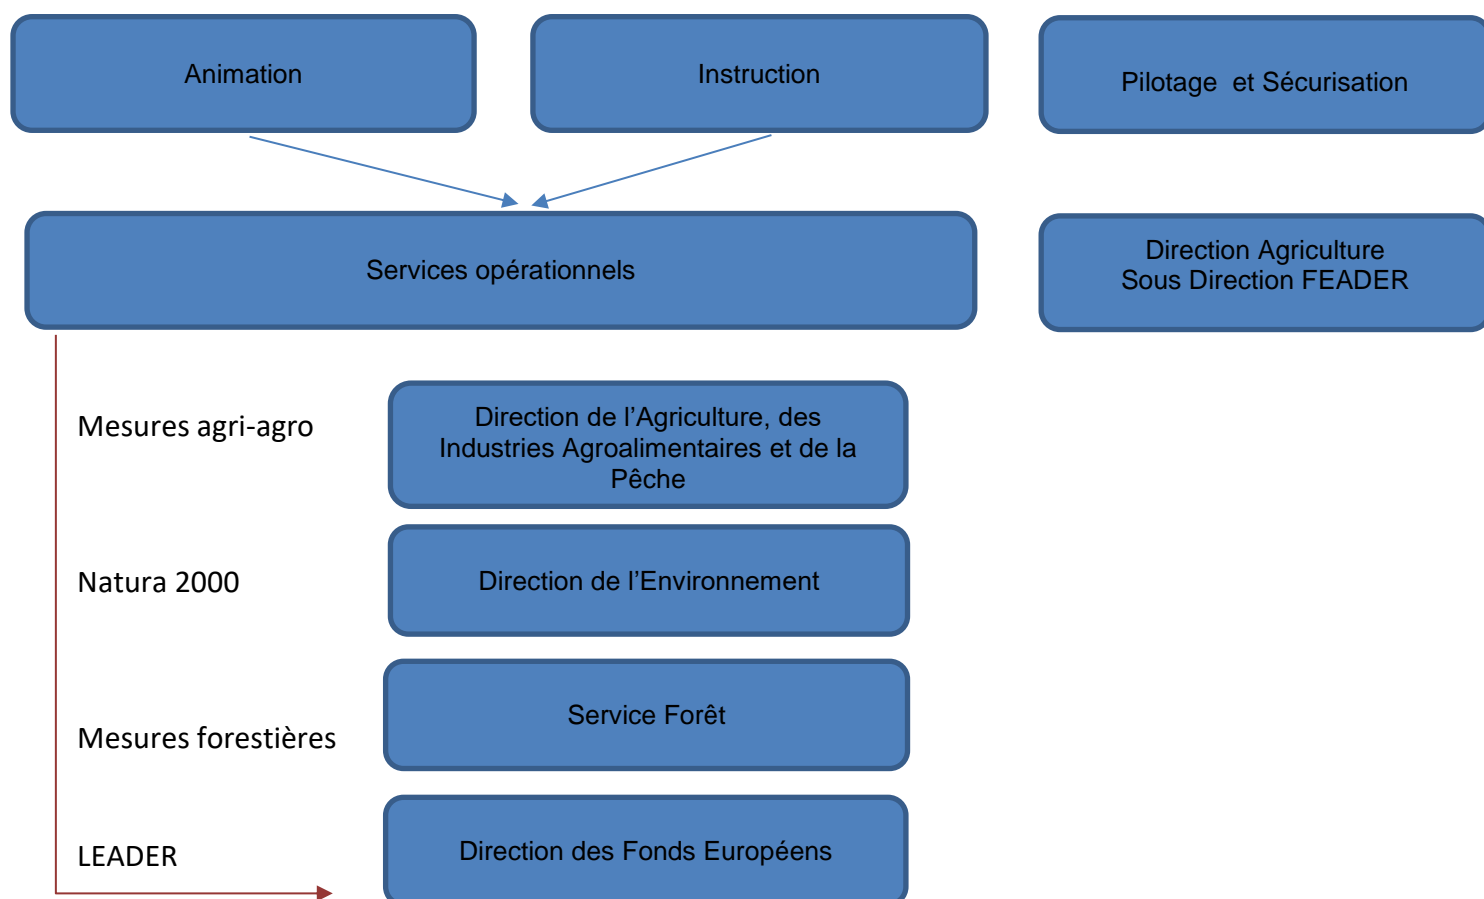 Animation
Instruction
Pilotage et Sécurisation
Services opérationnels
Direction Agriculture
Sous Direction FEADER
Mesures agri-agro
Direction de l’Agriculture, des
Industries Agroalimentaires et de la
Pêche
Natura 2000
Direction de l’Environnement
Mesures forestières
Service Forêt
LEADER
Direction des Fonds Européens